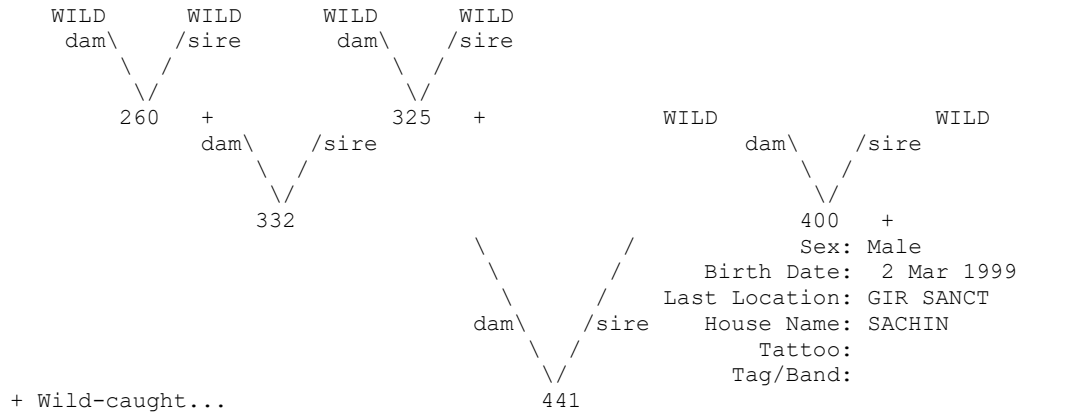 WILD WILD WILD WILD
dam\ /sire dam\ /sire
\ / \ /
\/ \/
260 + 325 + WILD WILD
dam\ /sire dam\ /sire
\ / \ /
\/ \/
332 400 +
\ / Sex: Male
\ / Birth Date: 2 Mar 1999
\ / Last Location: GIR SANCT
dam\ /sire House Name: SACHIN
\ / Tattoo:
\/ Tag/Band:
+ Wild-caught... 441